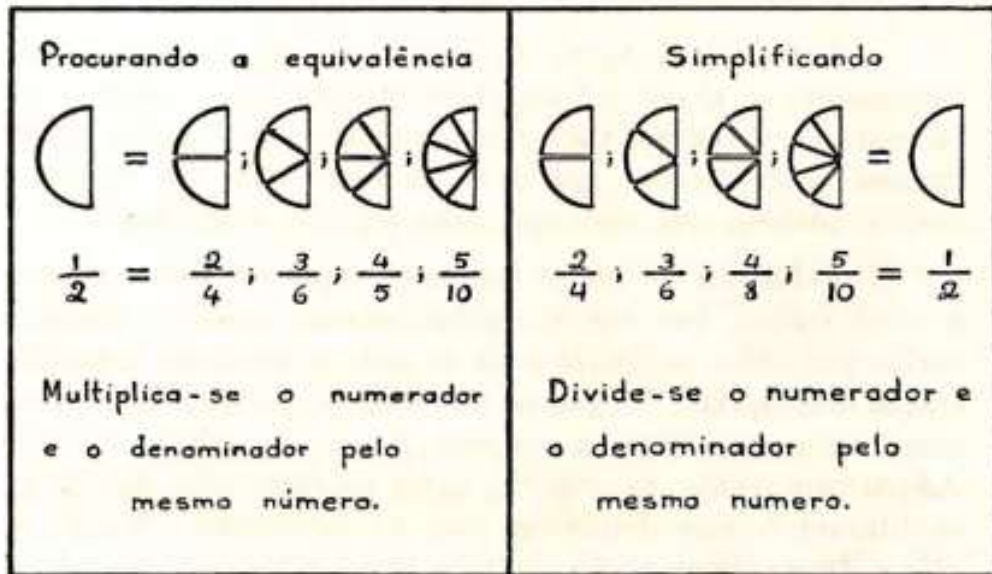 Procurando a equivalência
= ; ; ;
1/2 = 2/4 ; 3/6 ; 4/5 ; 5/10
Multiplica-se o numerador
e o denominador pelo
mesmo número.
Simplificando
; ; ; =
2/4 ; 3/6 ; 4/8 ; 5/10 = 1/2
Divide-se o numerador e
o denominador pelo
mesmo número.